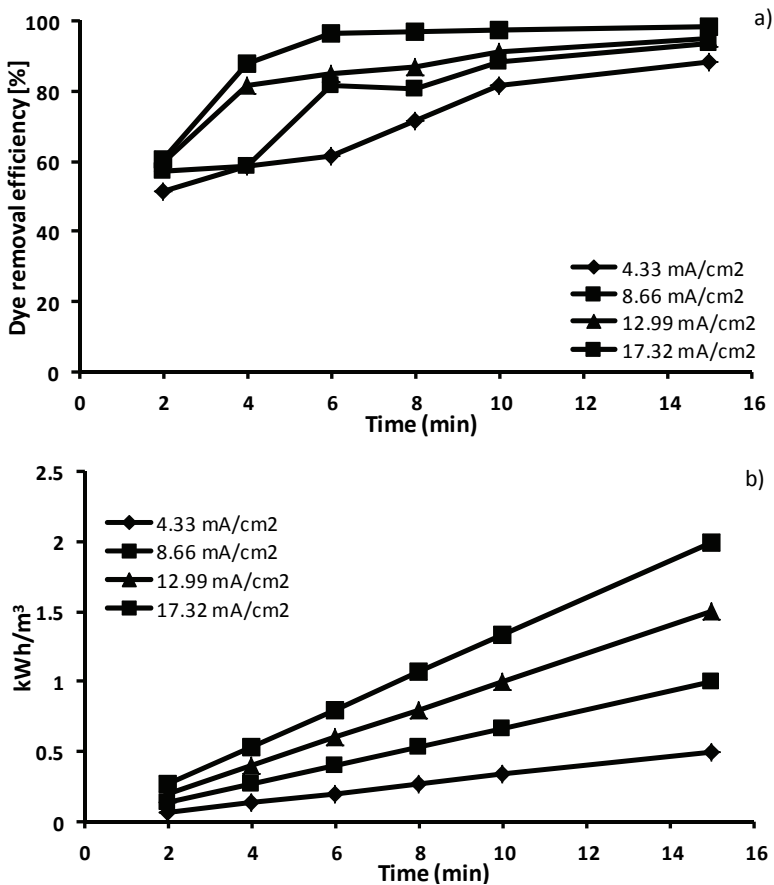 a)
Dye removal efficiency [%]
100
80
60
40
20
0
4.33 mA/cm2
8.66 mA/cm2
12.99 mA/cm2
17.32 mA/cm2
0 2 4 6 8 10 12 14 16
Time (min)
b)
kWh/m³
2.5
2
1.5
1
0.5
0
4.33 mA/cm2
8.66 mA/cm2
12.99 mA/cm2
17.32 mA/cm2
0 2 4 6 8 10 12 14 16
Time (min)